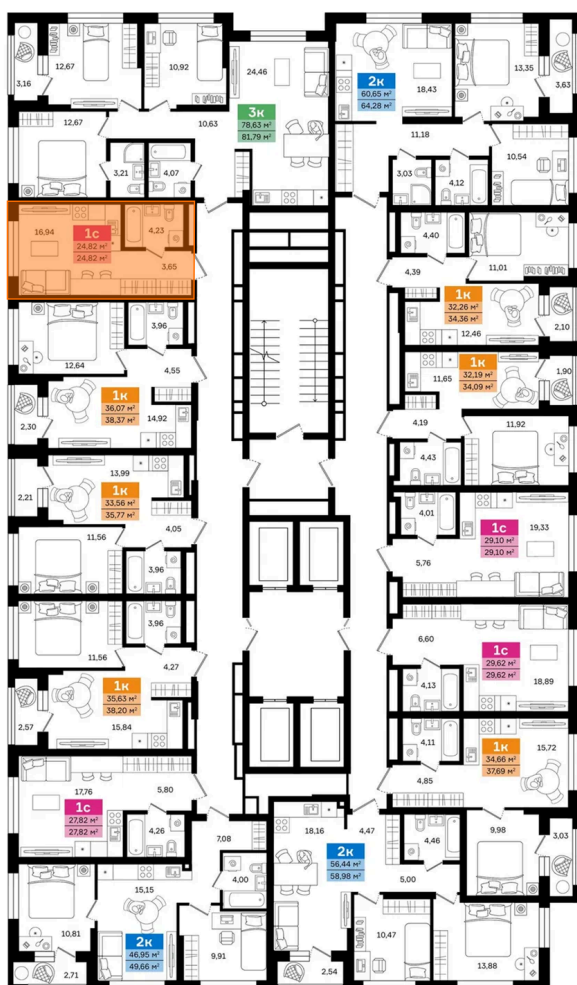 3,16
12,67
10,92
24,46
3к
78,63 м²
81,79 м²
12,67
10,63
3,21
4,07
2к
60,65 м²
64,28 м²
18,43
13,35
3,63
11,18
10,54
3,03
4,12
16,94
1с
24,82 м²
24,82 м²
4,23
3,65
4,40
4,39
11,01
1к
32,26 м²
34,36 м²
12,46
2,10
12,64
3,96
4,55
1к
36,07 м²
38,37 м²
14,92
2,30
1к
32,19 м²
34,09 м²
11,65
1,90
4,19
11,92
4,43
13,99
2,21
1к
33,56 м²
35,77 м²
4,05
11,56
3,96
4,01
1с
29,10 м²
29,10 м²
19,33
5,76
3,96
11,56
4,27
1к
35,63 м²
38,20 м²
15,84
2,57
6,60
1с
29,62 м²
29,62 м²
18,89
4,13
4,11
1к
34,66 м²
37,69 м²
15,72
4,85
17,76
5,80
1с
27,82 м²
27,82 м²
4,26
7,08
18,16
4,47
2к
56,44 м²
58,98 м²
4,46
9,98
3,03
5,00
4,00
15,15
10,81
2к
46,95 м²
49,66 м²
2,71
9,91
2,54
10,47
13,88